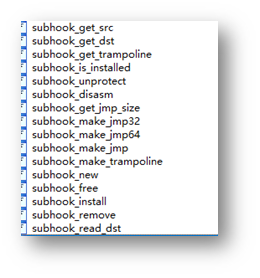 subhook_get_src
subhook_get_dst
subhook_get_trampoline
subhook_is_installed
subhook_unprotect
subhook_disasm
subhook_get_jmp_size
subhook_make_jmp32
subhook_make_jmp64
subhook_make_jmp
subhook_make_trampoline
subhook_new
subhook_free
subhook_install
subhook_remove
subhook_read_dst